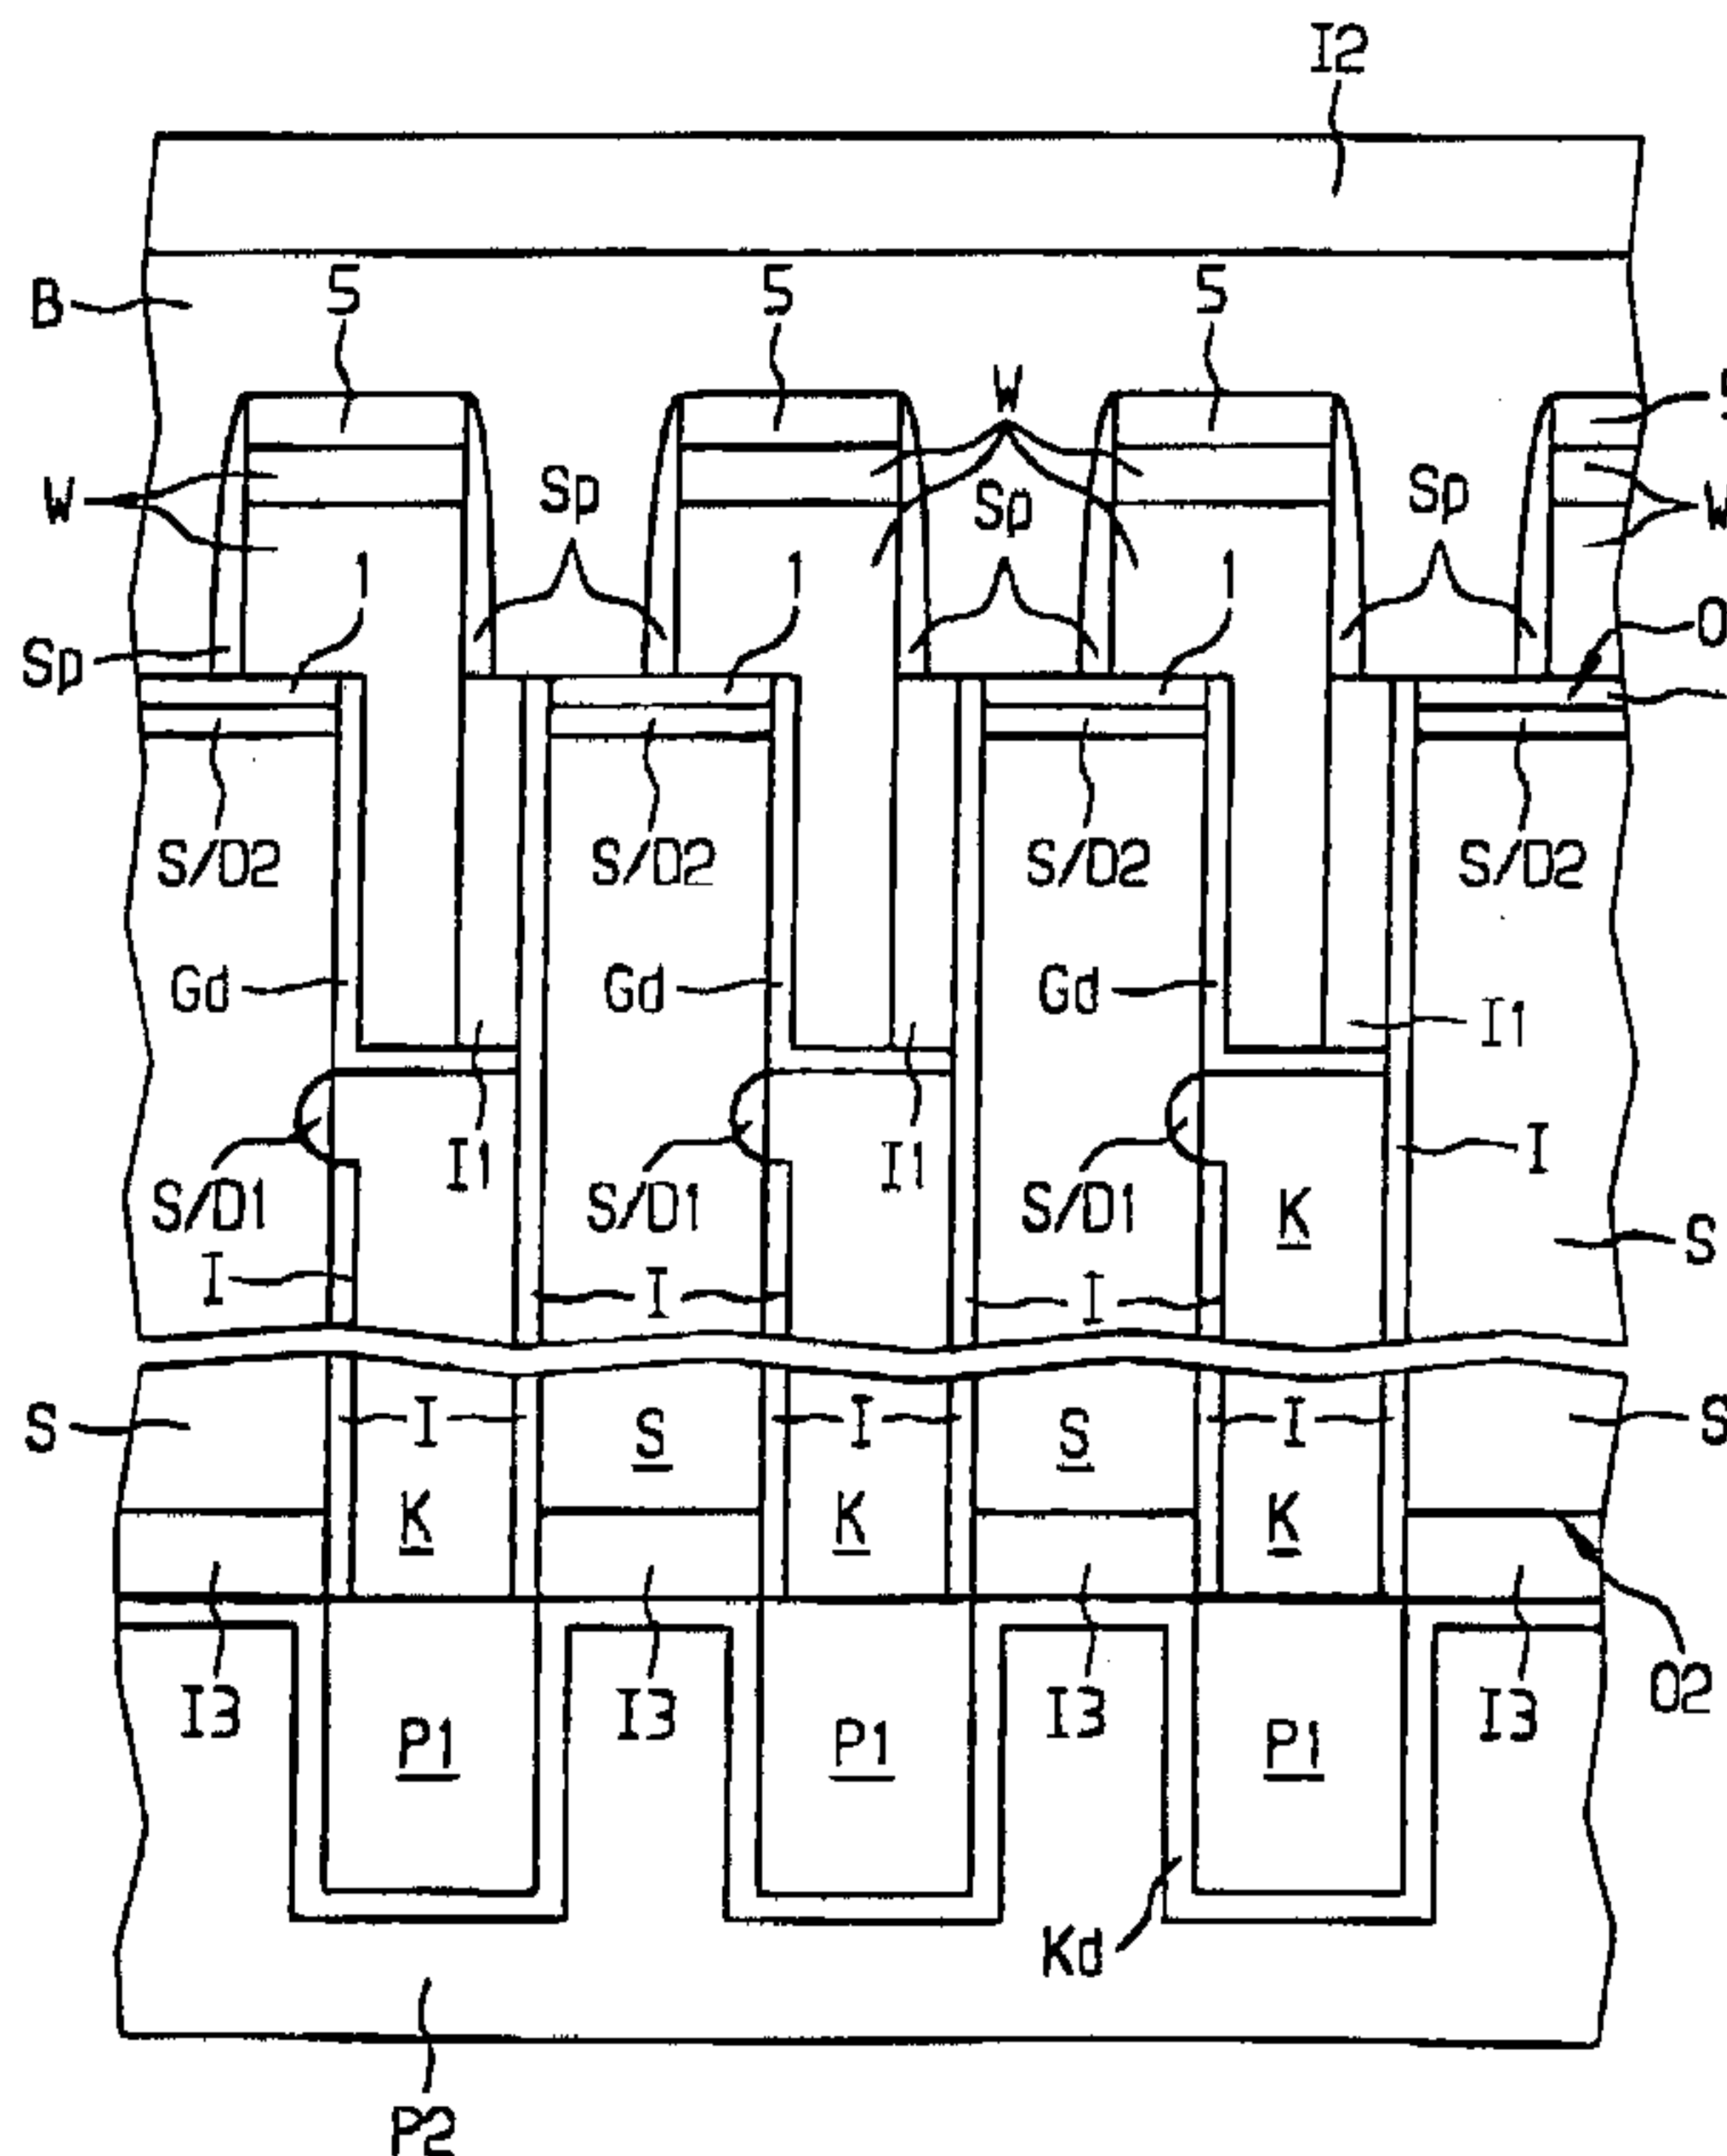 I2
B 5 5 5
W
W Sp Sp Sp
1 1 1
Sp
S/D2 S/D2 S/D2 S/D2
Gd Gd Gd I1
I1 I1 I
S/D1 S/D1 S/D1 K S
I I I
S I S I S I S
K K K
I3 I3 I3 I3 O2
P1 P1 P1
Kd
P2